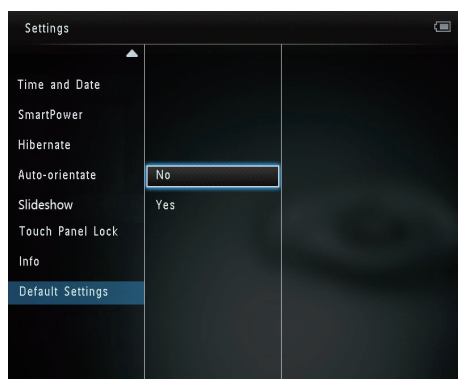 Settings
Time and Date
SmartPower
Hibernate
Auto-orientate
No
Slideshow
Yes
Touch Panel Lock
Info
Default Settings